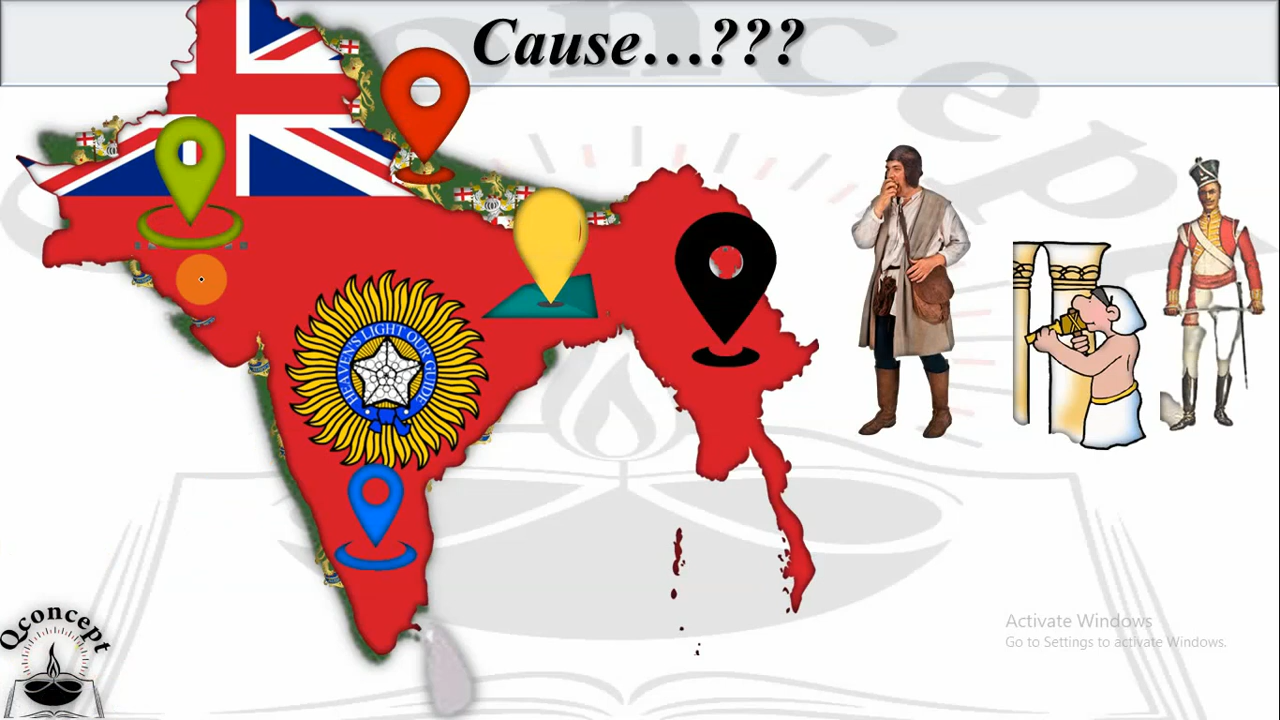 Cause...???
HEAVEN'S LIGHT OUR GUIDE
Qconcept
Activate Windows
Go to Settings to activate Windows.